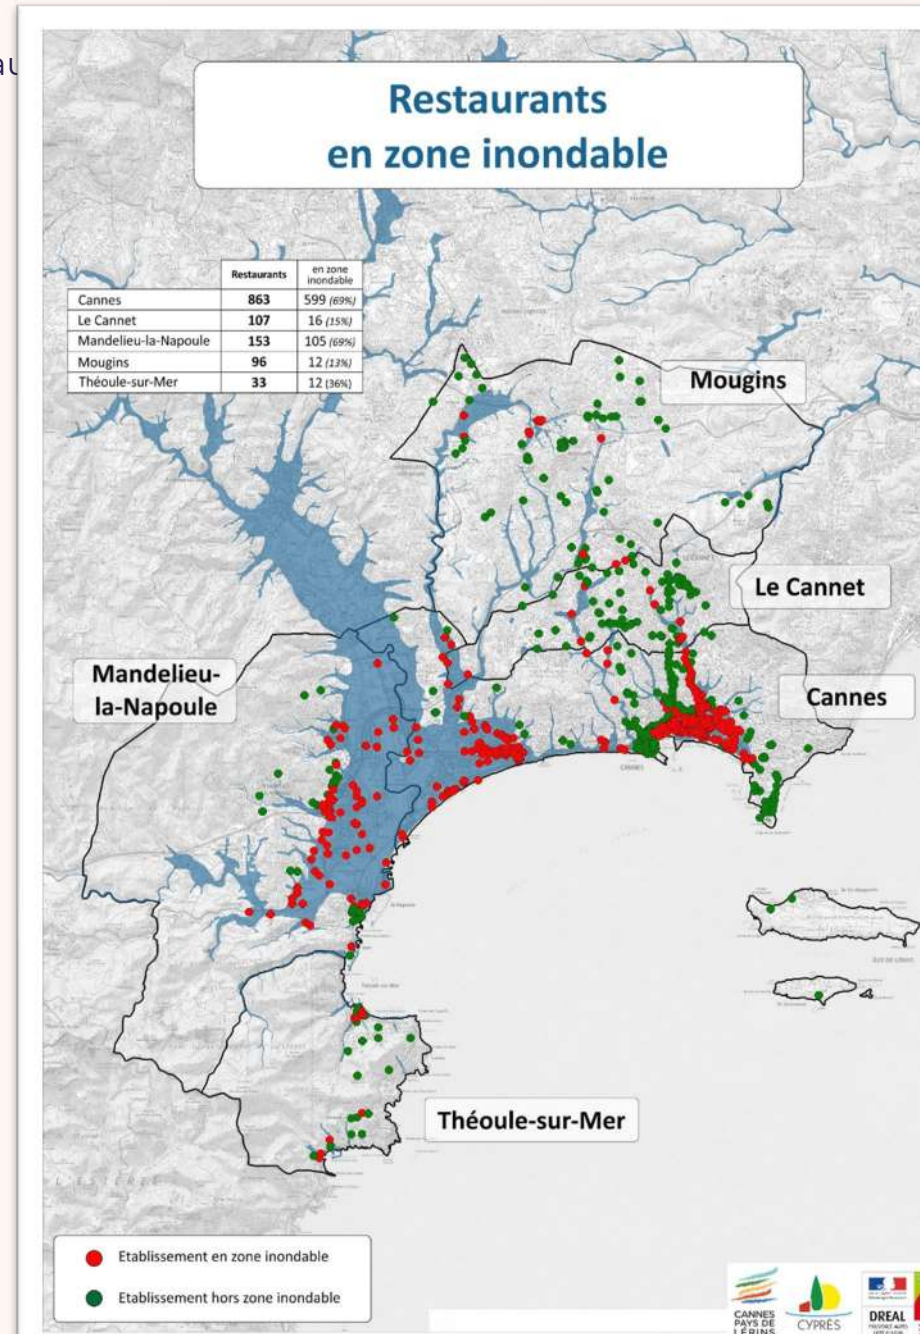 au
Restaurants
en zone inondable
Restaurants en zone inondable
Cannes 863 599 (69%)
Le Cannet 107 16 (15%)
Mandelieu-la-Napoule 153 105 (69%)
Mougins 96 12 (13%)
Théoule-sur-Mer 33 12 (36%)
Mougins
Le Cannet
Mandelieu-
la-Napoule
Cannes
CANNES
Théoule-sur-Mer
Etablissement en zone inondable
Etablissement hors zone inondable
CANNES
PAYS DE
LÉRINS
CYPRÈS
DREAL